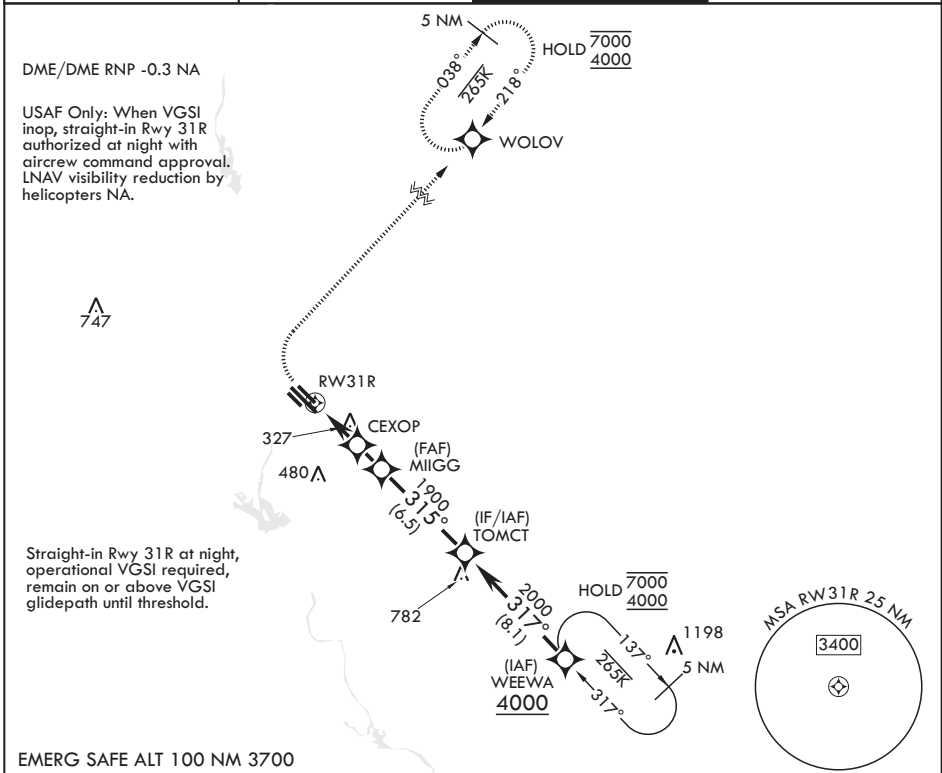 5 NM
HOLD 7000
4000
038°
265K
218°
WOLOV
DME/DME RNP -0.3 NA
USAF Only: When VGSI
inop, straight-in Rwy 31R
authorized at night with
aircrew command approval.
LNAV visibility reduction by
helicopters NA.
747
RW31R
327
CEXOP
(FAF)
MIIGG
480
1900
315°
(6.5)
(IF/IAF)
TOMCT
Straight-in Rwy 31R at night,
operational VGSI required,
remain on or above VGSI
glidepath until threshold.
782
2000
317°
(8.1)
HOLD 7000
4000
137°
1198
5 NM
265K
317°
(IAF)
WEEWA
4000
MSA RW31R 25 NM
3400
EMERG SAFE ALT 100 NM 3700